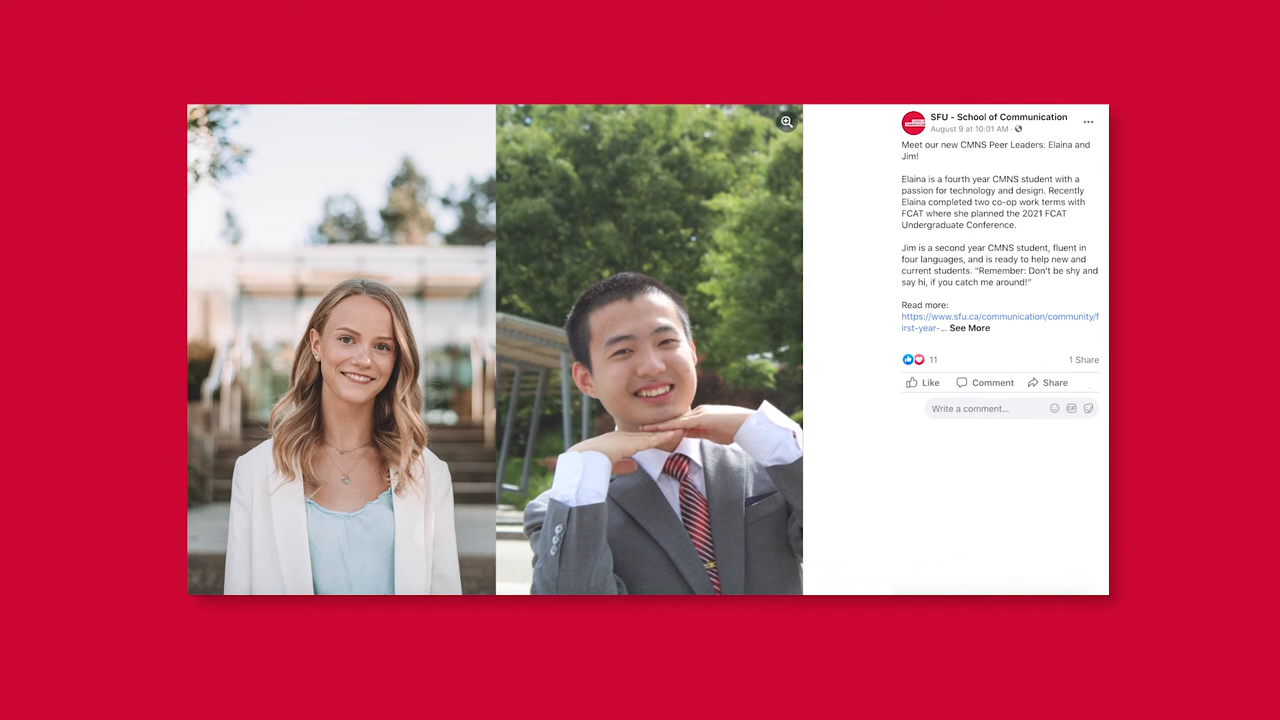 SFU - School of Communication
August 9 at 10:01 AM ·
Meet our new CMNS Peer Leaders: Elaina and
Jim!
Elaina is a fourth year CMNS student with a
passion for technology and design. Recently
Elaina completed two co-op work terms with
FCAT where she planned the 2021 FCAT
Undergraduate Conference.
Jim is a second year CMNS student, fluent in
four languages, and is ready to help new and
current students. "Remember: Don't be shy and
say hi, if you catch me around!"
Read more:
https://www.sfu.ca/communication/community/f
irst-year-... See More
11 1 Share
Like Comment Share
Write a comment...
GIF